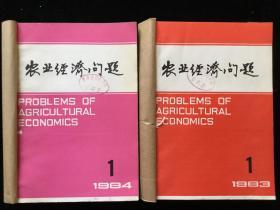 农业经济问题
PROBLEMS OF
AGRICULTURAL
ECONOMICS
1
1984
农业经济问题
PROBLEMS OF
AGRICULTURAL
ECONOMICS
1
1983